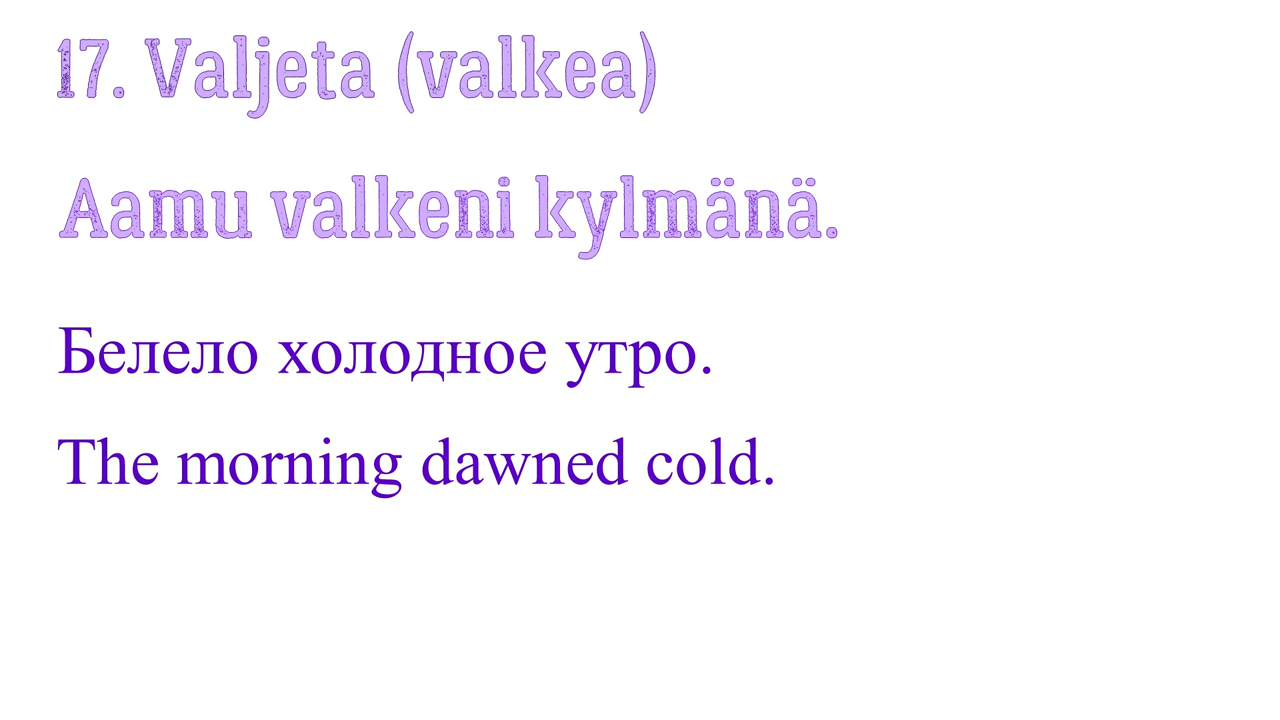 17. Valjeta (valkea)
Aamu valkeni kylmänä.
Белело холодное утро.
The morning dawned cold.